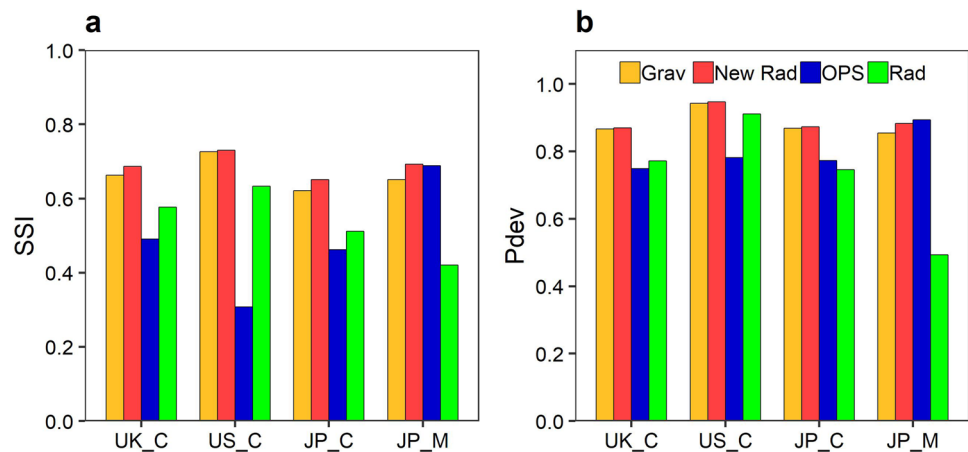 a
SSI
1.0
0.8
0.6
0.4
0.2
0.0
UK_C US_C JP_C JP_M
b
Pdev
Grav New Rad OPS Rad
1.0
0.8
0.6
0.4
0.2
0.0
UK_C US_C JP_C JP_M